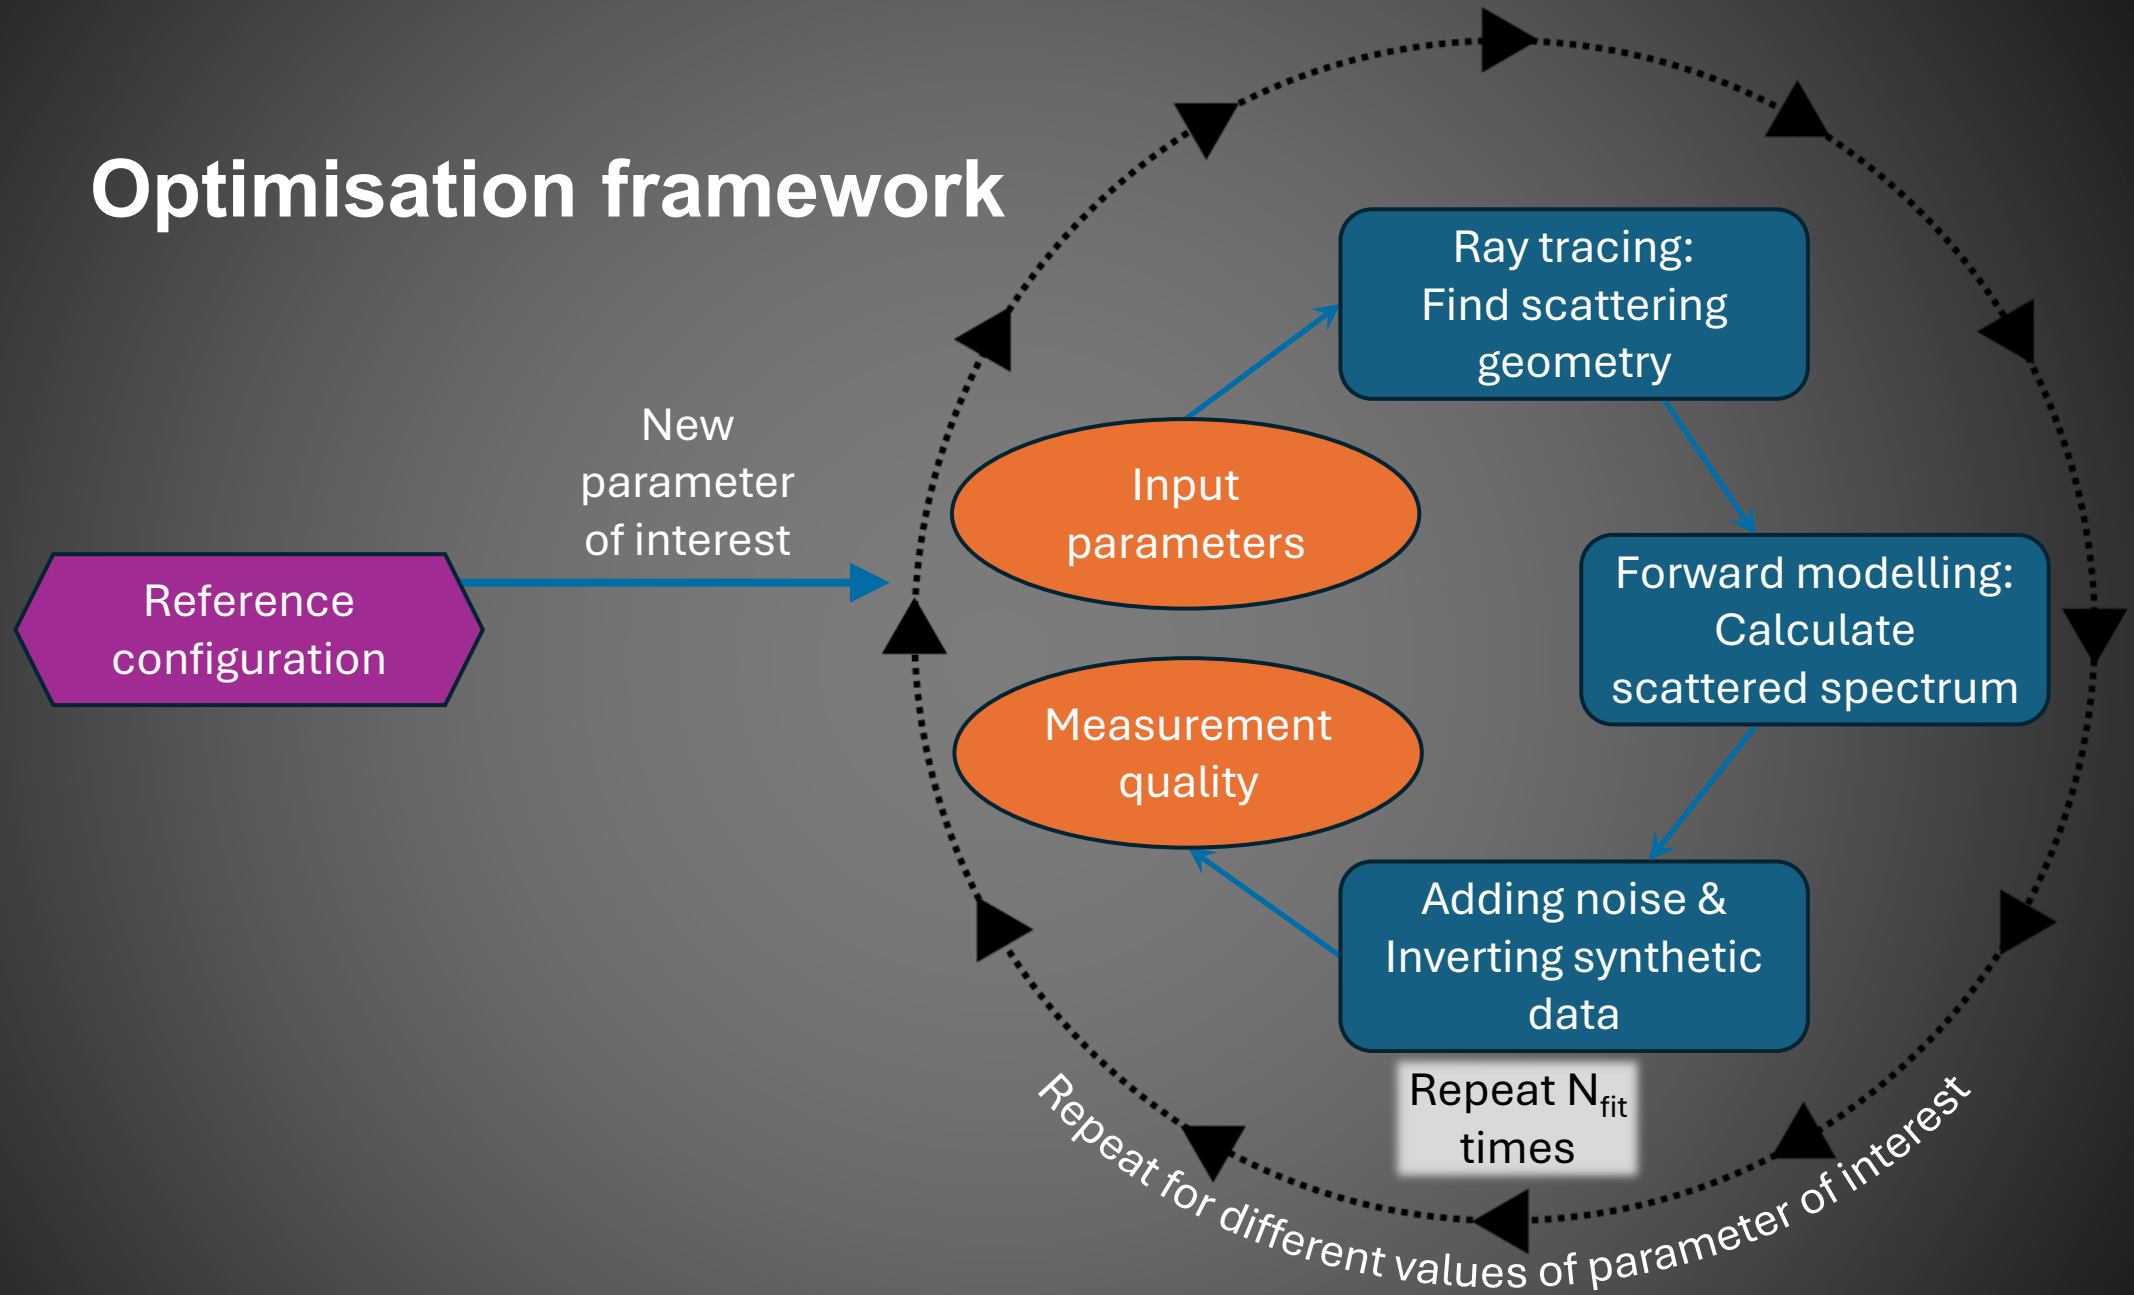 Optimisation framework
Ray tracing:
Find scattering
geometry
New
parameter
of interest
Input
parameters
Reference
configuration
Forward modelling:
Calculate
scattered spectrum
Measurement
quality
Adding noise &
Inverting synthetic
data
Repeat Nfit
times
Repeat for different values of parameter of interest